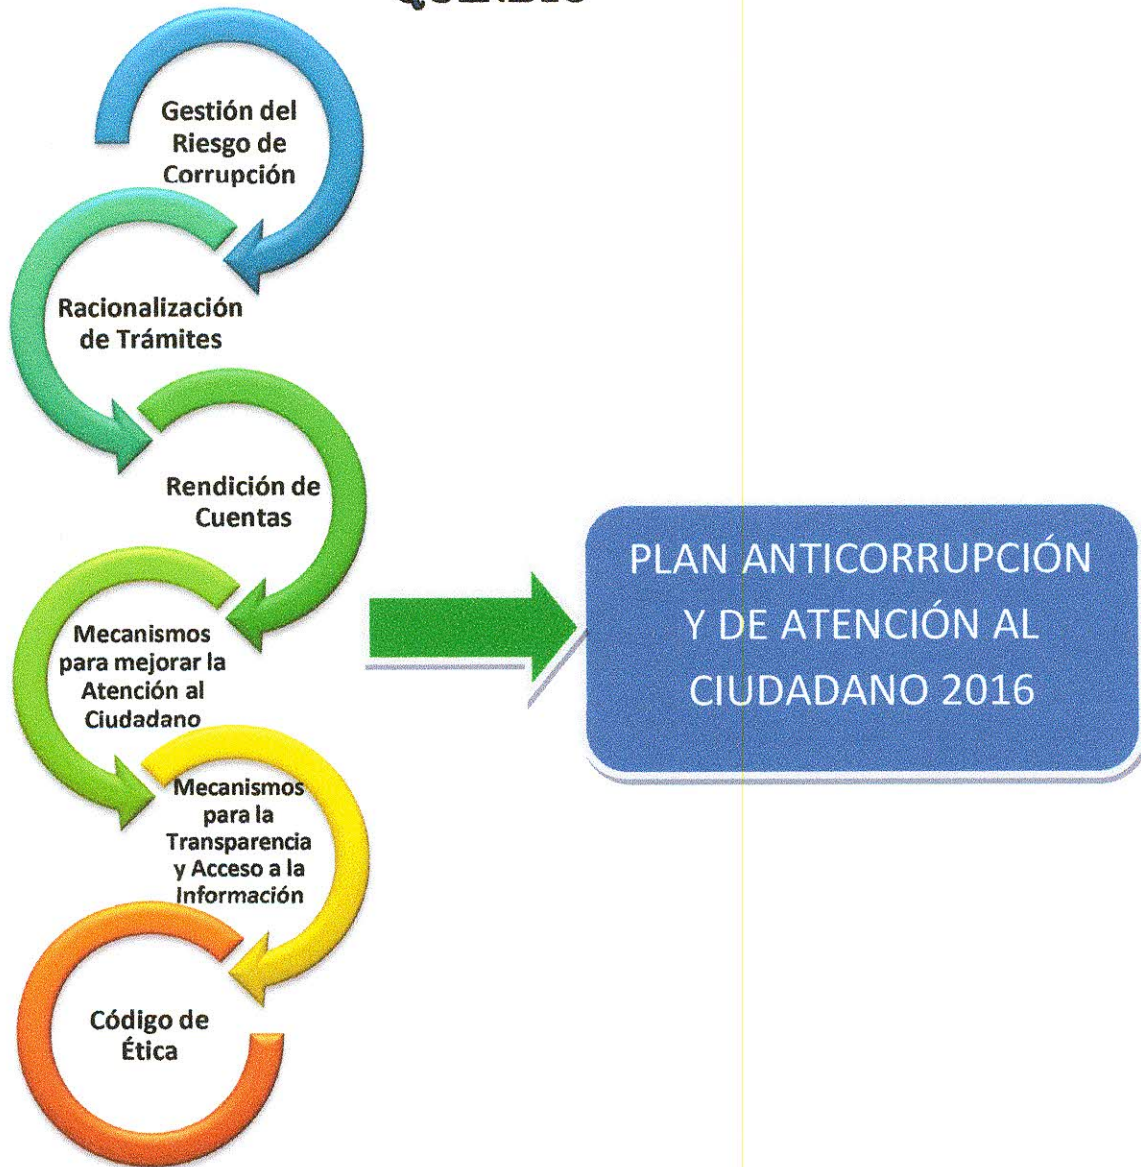 Gestión del
Riesgo de
Corrupción
Racionalización
de Trámites
Rendición de
Cuentas
Mecanismos
para mejorar la
Atención al
Ciudadano
Mecanismos
para la
Transparencia
y Acceso a la
Información
Código de
Ética
PLAN ANTICORRUPCIÓN
Y DE ATENCIÓN AL
CIUDADANO 2016